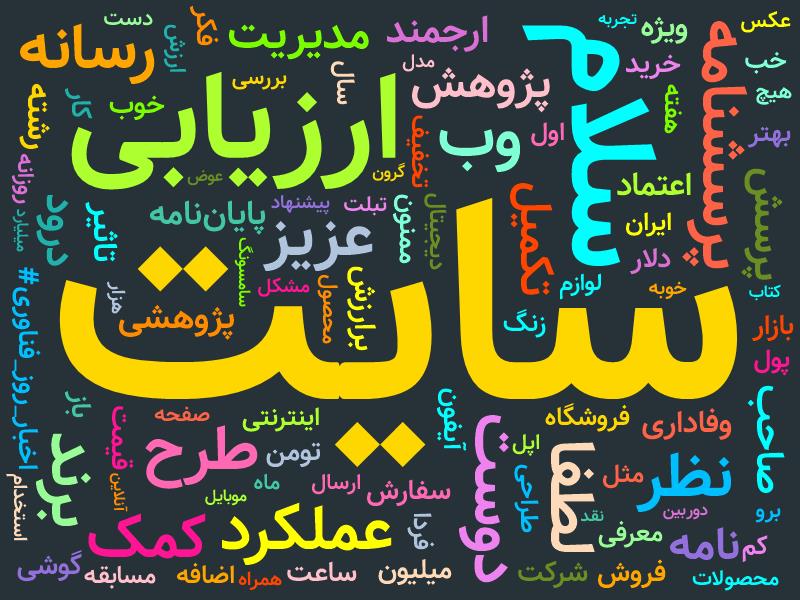 سایت
سلام
ارزیابی
پرسشنامه
رسانه
دست
ارزش
فکر
مدیریت
ارجمند
تجربه
ویژه
عکس
خرید
خب
هیچ
بهتر
هفته
پژوهش
مدل
سال
بررسی
خوب
کار
رشته
وب
اول
تخفیف
گرون
عوض
روزانه
میلیارد
درود
تاثیر
پایان‌نامه
پیشنهاد
تبلت
ممنون
دیجیتال
تکمیل
اعتماد
ایران
دلار
پرسش
عزیز
سامسونگ
مشکل
محصول
برارزش
هزار
پژوهشی
لوازم
خوبه
کتاب
زنگ
بازار
پول
#اخبار_روز_فناوری
باز
قیمت
صفحه
اینترنتی
آیفون
فروشگاه
وفاداری
صاحب
برند
طرح
تومن
دوست
اپل
لطفا
مثل
نظر
استخدام
آنلاین
ماه
ارسال
سفارش
موبایل
طراحی
دوربین
برو
نقد
کمک
عملکرد
فردا
معرفی
نامه
کم
گوشی
مسابقه
اضافه
همراه
ساعت
میلیون
شرکت
فروش
محصولات